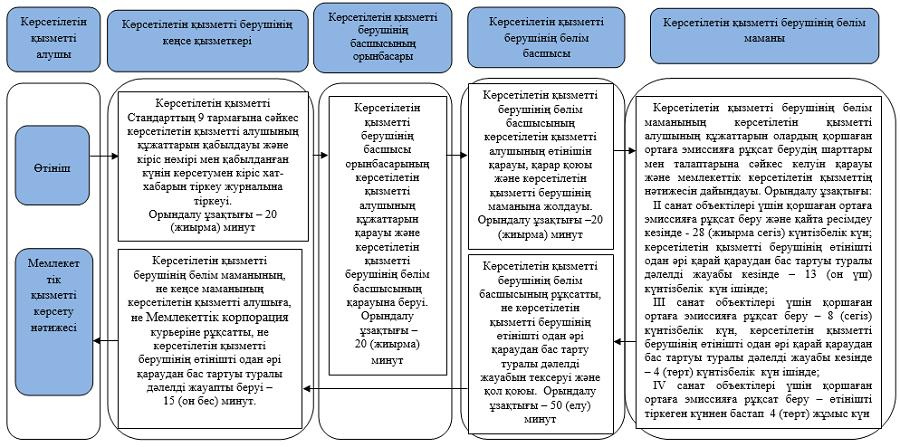 Көрсетілетін
қызметті
алушы
Көрсетілетін қызметті берушінің
кеңсе қызметкері
Көрсетілетін қызметті
берушінің
басшысының
орынбасары
Көрсетілетін қызметті
берушінің бөлім
басшысы
Көрсетілетін қызметті берушінің бөлім
маманы
Өтініш
Көрсетілетін қызметті
Стандарттың 9 тармағына сәйкес
көрсетілетін қызметті алушының
құжаттарын қабылдауы және
кіріс нөмірі мен қабылданған
күнін көрсетумен кіріс хат-
хабарын тіркеу журналына
тіркеуі.
Орындалу ұзақтығы – 20
(жиырма) минут
Көрсетілетін
қызметті
берушінің
басшысы
орынбасарының
көрсетілетін
қызметті
алушының
құжаттарын
қарауы және
көрсетілетін
қызметті
берушінің бөлім
басшысының
қарауына беруі.
Орындалу
ұзақтығы –
20 (жиырма)
минут
Көрсетілетін қызметті
берушінің бөлім
басшысының
көрсетілетін қызметті
алушының өтінішін
қарауы, қарар қоюы
және көрсетілетін
қызметті берушінің
маманына жолдауы.
Орындалу ұзақтығы –20
(жиырма) минут
Көрсетілетін қызметті берушінің бөлім
маманының көрсетілетін қызметті
алушының құжаттарын олардың қоршаған
ортаға эмиссияға рұқсат берудің шарттары
мен талаптарына сәйкес келуін қарауы
және мемлекеттік көрсетілетін қызметтің
нәтижесін дайындауы. Орындалу ұзақтығы:
II санат объектілері үшін қоршаған ортаға
эмиссияға рұқсат беру және қайта ресімдеу
кезінде - 28 (жиырма сегіз) күнтізбелік күн;
көрсетілетін қызметті берушінің өтінішті
одан әрі қарай қараудан бас тартуы туралы
дәлелді жауабы кезінде – 13 (он үш)
күнтізбелік күн ішінде;
III санат объектілері үшін қоршаған
ортаға эмиссияға рұқсат беру – 8 (сегіз)
күнтізбелік күн, көрсетілетін қызметті
берушінің өтінішті одан әрі қарай қараудан
бас тартуы туралы дәлелді жауабы кезінде
– 4 (төрт) күнтізбелік күн ішінде;
IV санат объектілері үшін қоршаған
ортаға эмиссияға рұқсат беру – өтінішті
тіркеген күннен бастап 4 (төрт) жұмыс күн
Мемлекет
тік
қызметті
көрсету
нәтижесі
Көрсетілетін қызметті
берушінің бөлім маманының,
не кеңсе маманының
көрсетілетін қызметті алушыға,
не Мемлекеттік корпорация
курьеріне рұқсатты, не
көрсетілетін қызметті
берушінің өтінішті одан әрі
қараудан бас тартуы туралы
дәлелді жауапты беруі –
15 (он бес) минут.
Көрсетілетін қызметті
берушінің бөлім
басшысының рұқсатты,
не көрсетілетін қызметті
берушінің өтінішті
одан әрі
қараудан бас тарту
туралы дәлелді
жауабын тексеруі және
қол қоюы. Орындалу
ұзақтығы – 50 (елу)
минут